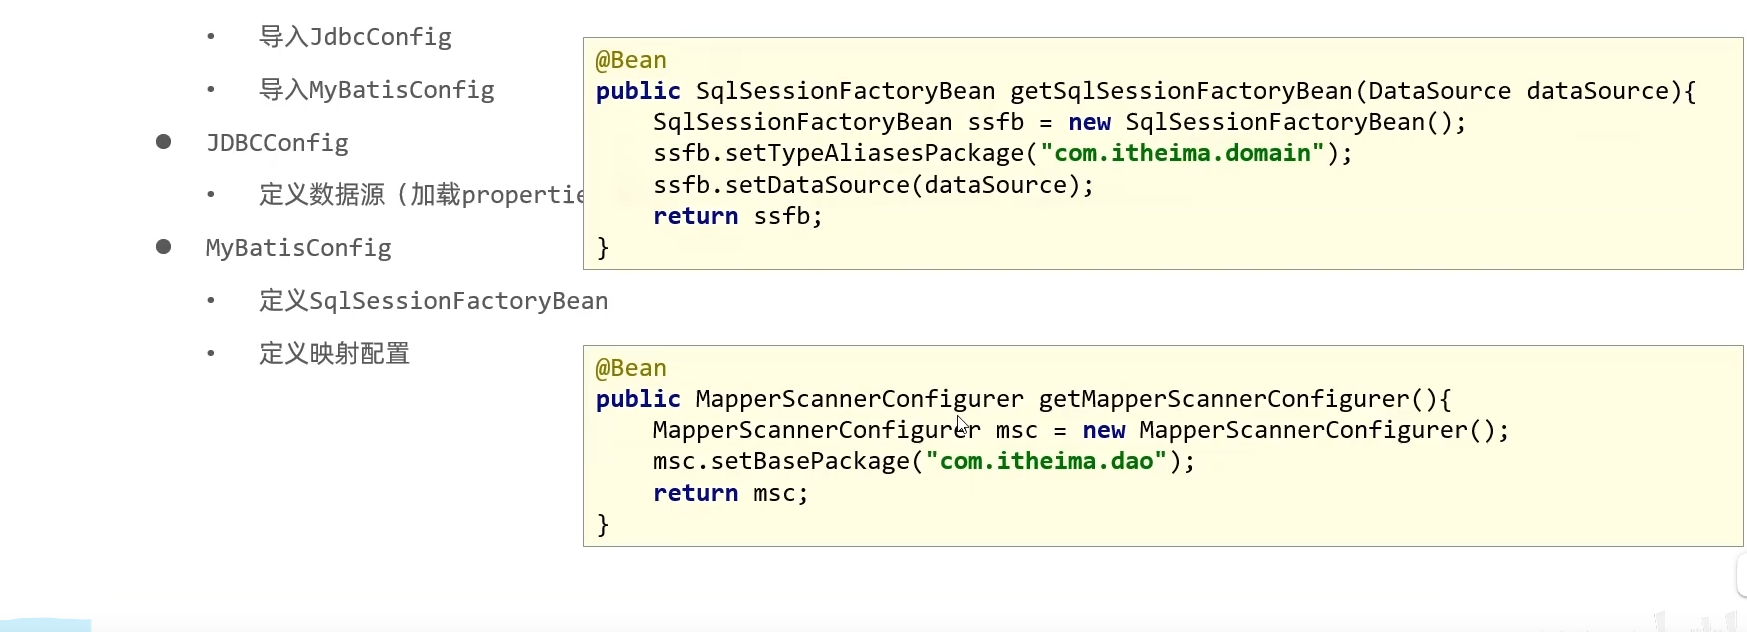 • 导入JdbcConfig
• 导入MyBatisConfig
● JDBCConfig
• 定义数据源（加载propertie
● MyBatisConfig
• 定义SqlSessionFactoryBean
• 定义映射配置
@Bean
public SqlSessionFactoryBean getSqlSessionFactoryBean(DataSource dataSource){
    SqlSessionFactoryBean ssfb = new SqlSessionFactoryBean();
    ssfb.setTypeAliasesPackage("com.itheima.domain");
    ssfb.setDataSource(dataSource);
    return ssfb;
}
@Bean
public MapperScannerConfigurer getMapperScannerConfigurer(){
    MapperScannerConfigurer msc = new MapperScannerConfigurer();
    msc.setBasePackage("com.itheima.dao");
    return msc;
}